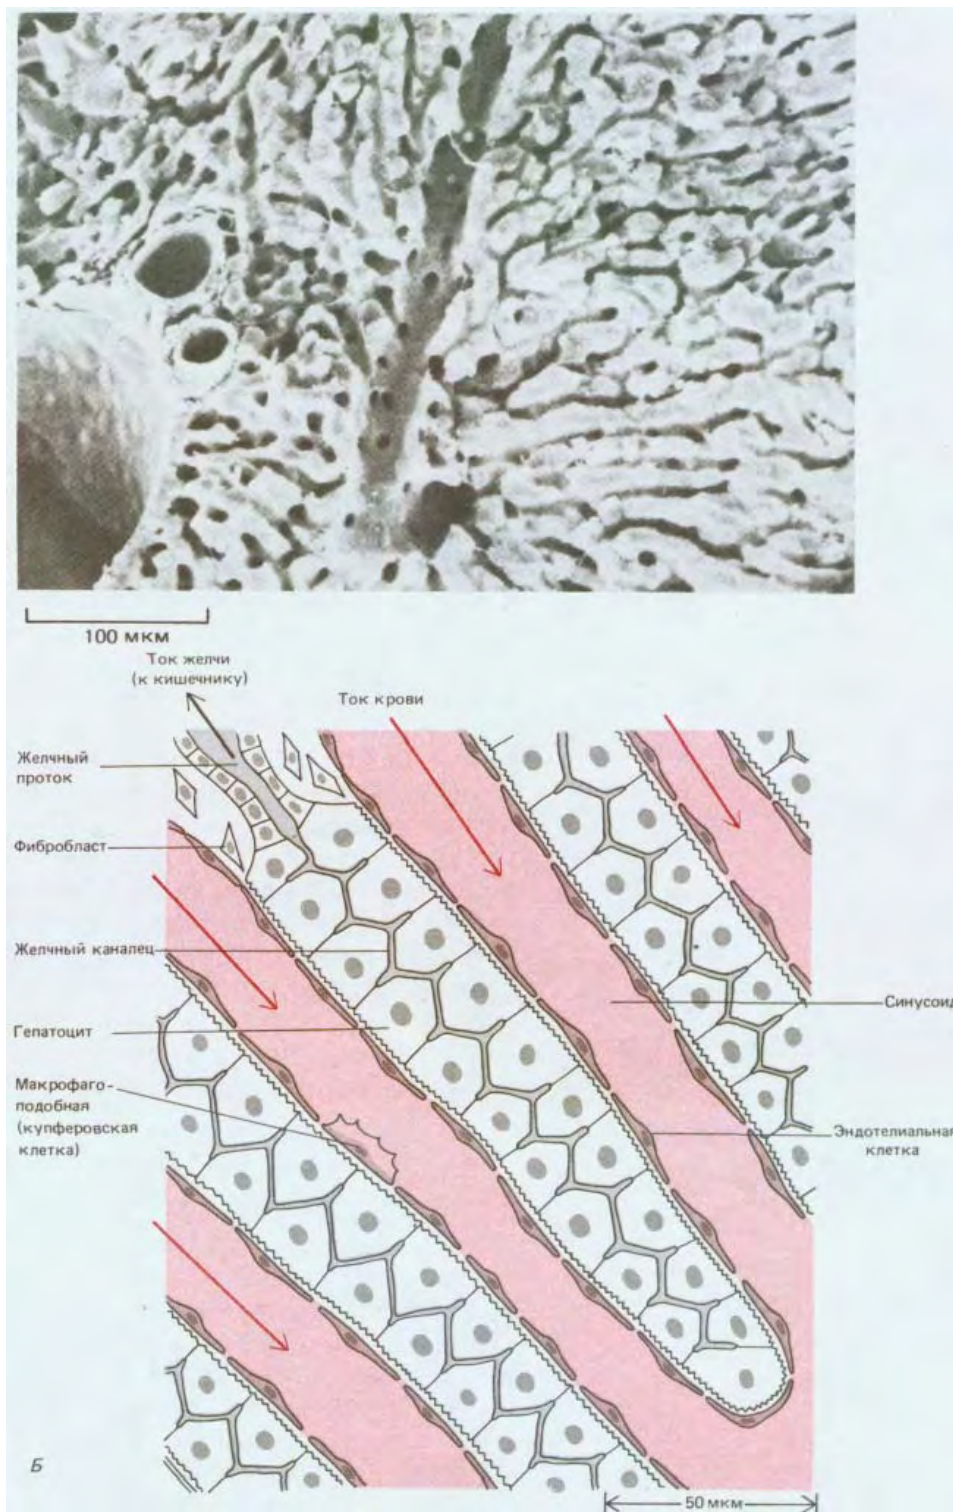 100 мкм
Ток желчи
(к кишечнику)
Ток крови
Желчный
проток
Фибробласт
Желчный каналец
Синусоид
Гепатоцит
Макрофаго-
подобная
(купферовская
клетка)
Эндотелиальная
клетка
Б
50 мкм